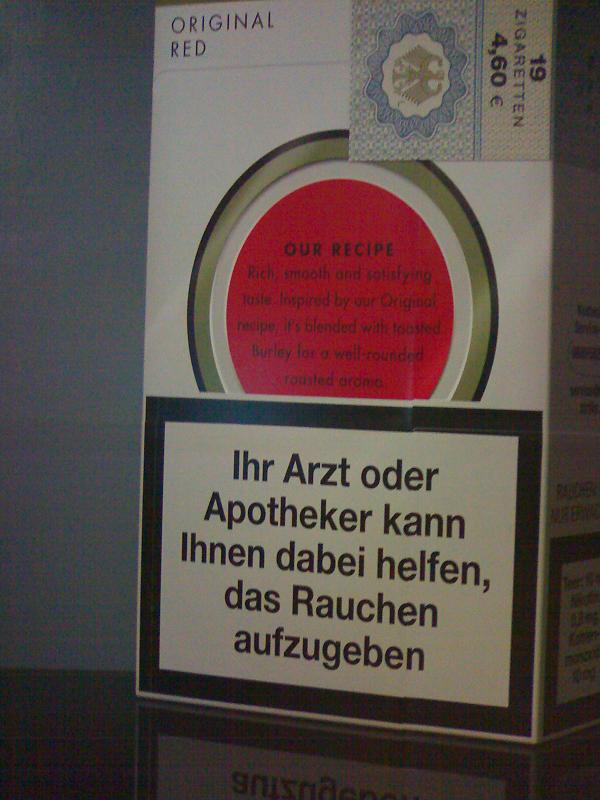 ORIGINAL
RED
19
ZIGARETTEN
4,60 €
OUR RECIPE
Rich, smooth and satisfying
taste. Inspired by our Original
recipe, it's blended with toasted
Burley for a well-rounded
roasted aroma.
Ihr Arzt oder
Apotheker kann
Ihnen dabei helfen,
das Rauchen
aufzugeben